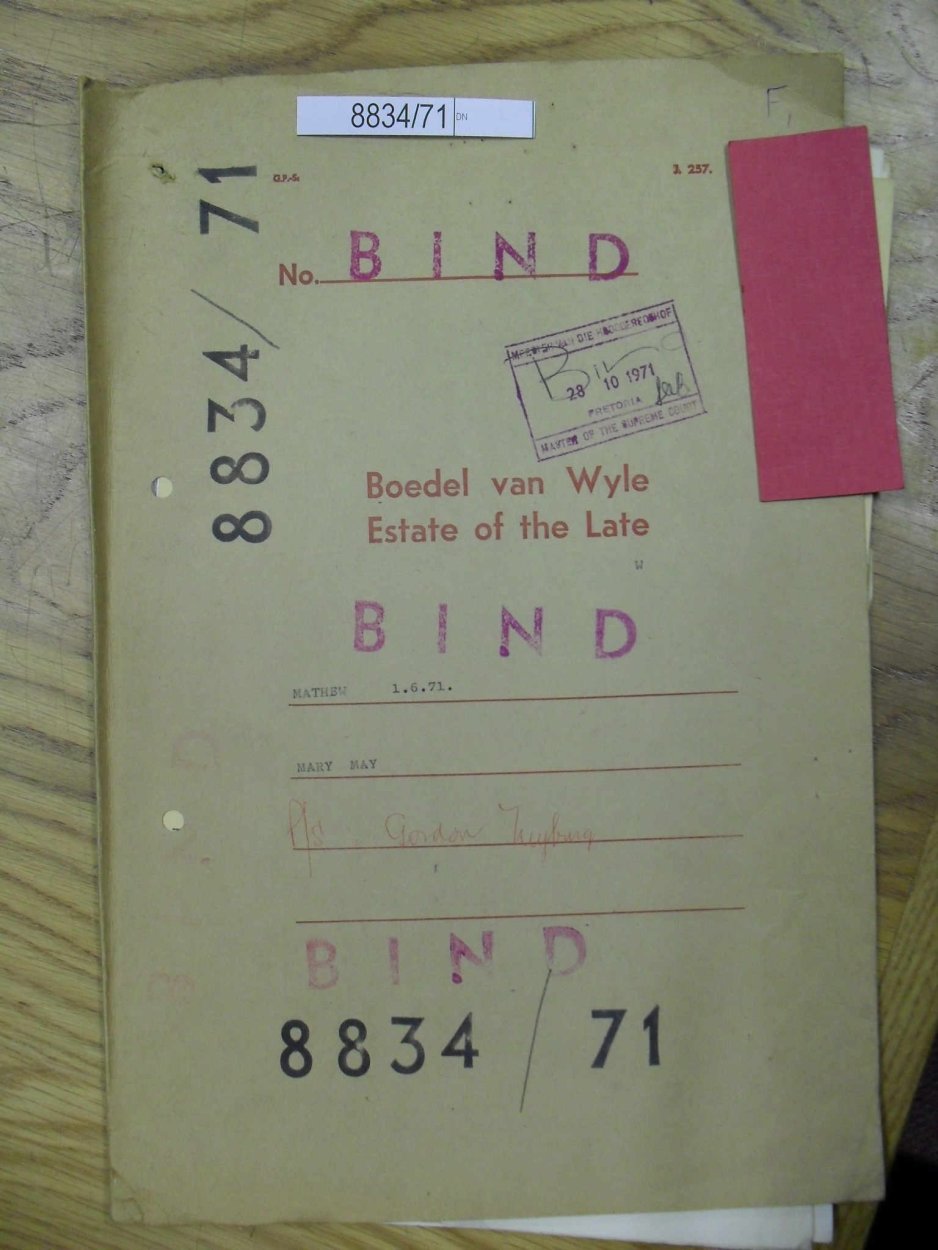 8834/71 DN
F,
8834/71
G.P.-S.
J. 257.
No. BIND
MEESTER VAN DIE HOOGGEREGSHOF
Bind
28 10 1971
PRETORIA
MASTER OF THE SUPREME COURT
Boedel van Wyle
Estate of the Late
W
BIND
MATHEW 1.6.71.
MARY MAY
P/S. Gordon
BIND
8834/71